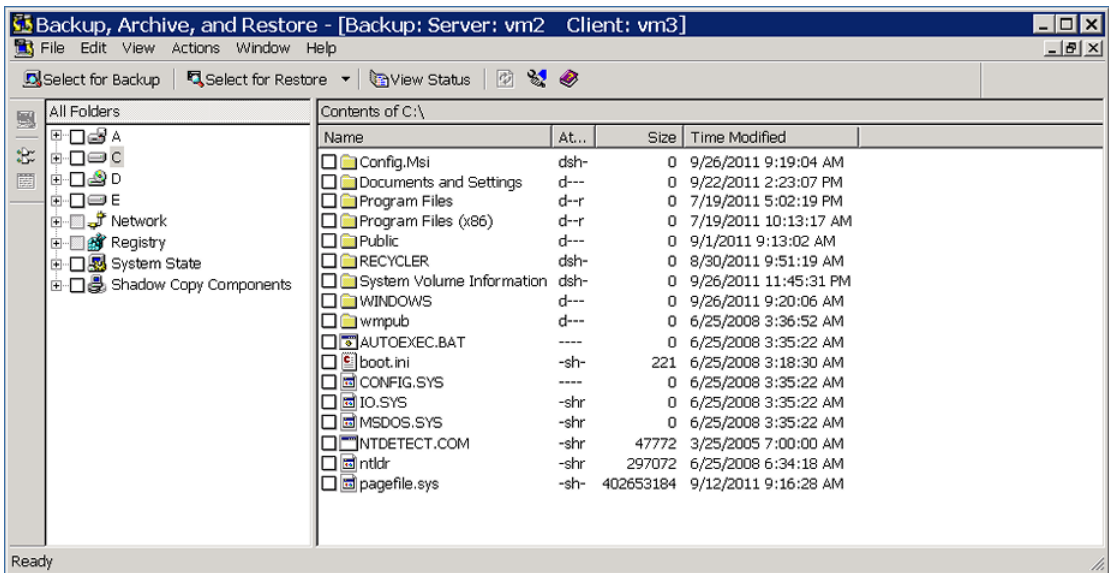 Backup, Archive, and Restore - [Backup: Server: vm2 Client: vm3]
File Edit View Actions Window Help
Select for Backup Select for Restore View Status
All Folders
A
C
D
E
Network
Registry
System State
Shadow Copy Components
Contents of C:\
Name At... Size Time Modified
Config.Msi dsh- 0 9/26/2011 9:19:04 AM
Documents and Settings d--- 0 9/22/2011 2:23:07 PM
Program Files d--r 0 7/19/2011 5:02:19 PM
Program Files (x86) d--r 0 7/19/2011 10:13:17 AM
Public d--- 0 9/1/2011 9:13:02 AM
RECYCLER dsh- 0 8/30/2011 9:51:19 AM
System Volume Information dsh- 0 9/26/2011 11:45:31 PM
WINDOWS d--- 0 9/26/2011 9:20:06 AM
wmpub d--- 0 6/25/2008 3:36:52 AM
AUTOEXEC.BAT ---- 0 6/25/2008 3:35:22 AM
boot.ini -sh- 221 6/25/2008 3:18:30 AM
CONFIG.SYS ---- 0 6/25/2008 3:35:22 AM
IO.SYS -shr 0 6/25/2008 3:35:22 AM
MSDOS.SYS -shr 0 6/25/2008 3:35:22 AM
NTDETECT.COM -shr 47772 3/25/2005 7:00:00 AM
ntldr -shr 297072 6/25/2008 6:34:18 AM
pagefile.sys -sh- 402653184 9/12/2011 9:16:28 AM
Ready